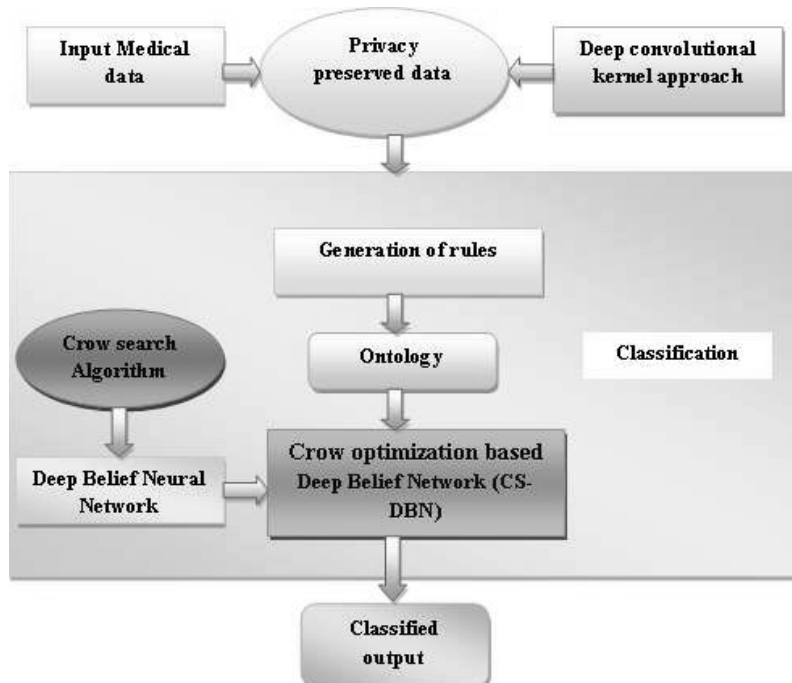 Input Medical
data
Privacy
preserved data
Deep convolutional
kernel approach
Generation of rules
Crow search
Algorithm
Ontology
Classification
Deep Belief Neural
Network
Crow optimization based
Deep Belief Network (CS-
DBN)
Classified
output